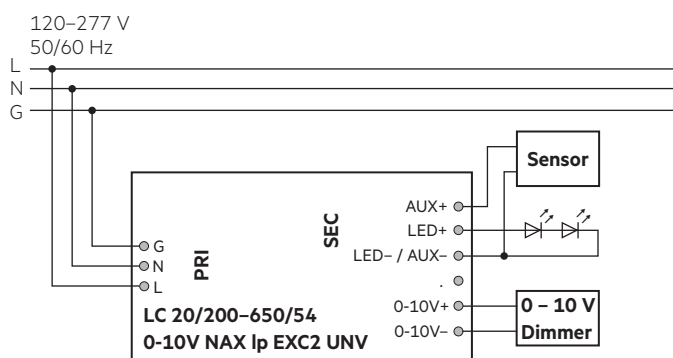 120–277 V
50/60 Hz
L
N
G
Sensor
AUX+
LED+
LED– / AUX–
.
0-10V+
0-10V–
SEC
PRI
G
N
L
0 – 10 V
Dimmer
LC 20/200–650/54
0-10V NAX lp EXC2 UNV